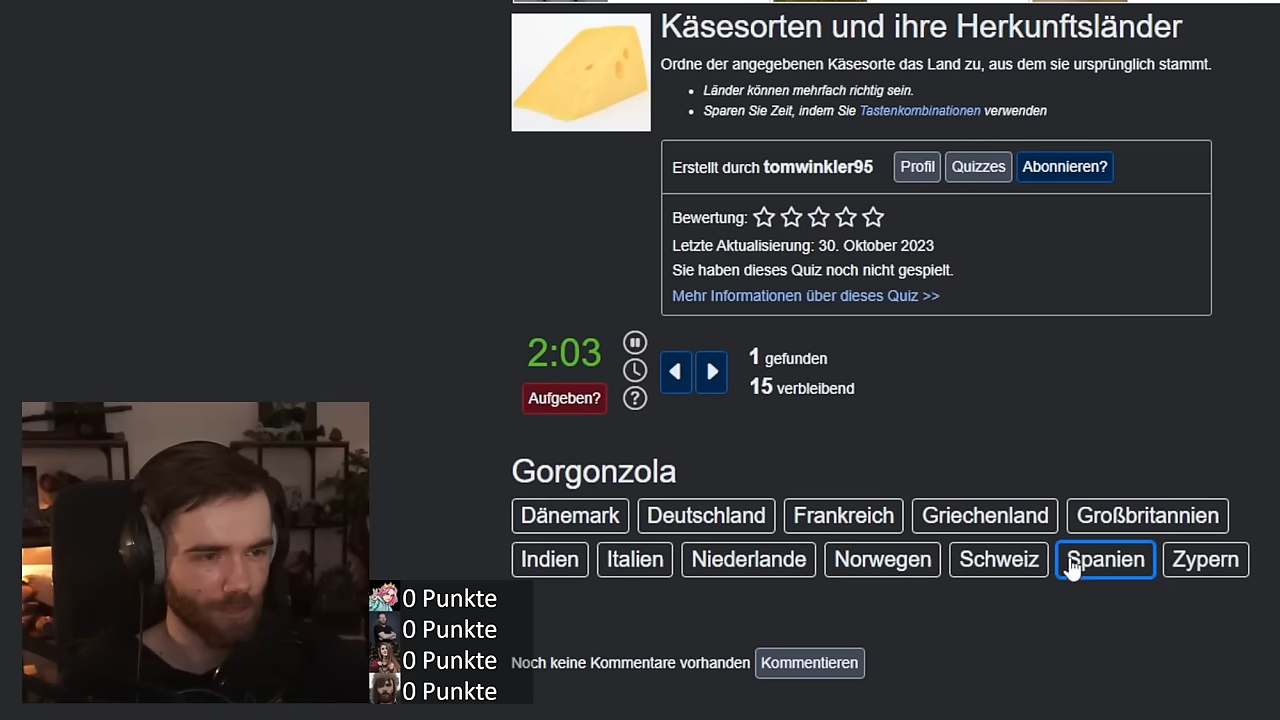 Käsesorten und ihre Herkunftsländer
Ordne der angegebenen Käsesorte das Land zu, aus dem sie ursprünglich stammt.
Länder können mehrfach richtig sein.
Sparen Sie Zeit, indem Sie Tastenkombinationen verwenden
Erstellt durch tomwinkler95 Profil Quizzes Abonnieren?
Bewertung:
Letzte Aktualisierung: 30. Oktober 2023
Sie haben dieses Quiz noch nicht gespielt.
Mehr Informationen über dieses Quiz >>
2:03
Aufgeben?
1 gefunden
15 verbleibend
Gorgonzola
Dänemark Deutschland Frankreich Griechenland Großbritannien
Indien Italien Niederlande Norwegen Schweiz Spanien Zypern
0 Punkte
0 Punkte
0 Punkte
0 Punkte
Noch keine Kommentare vorhanden Kommentieren